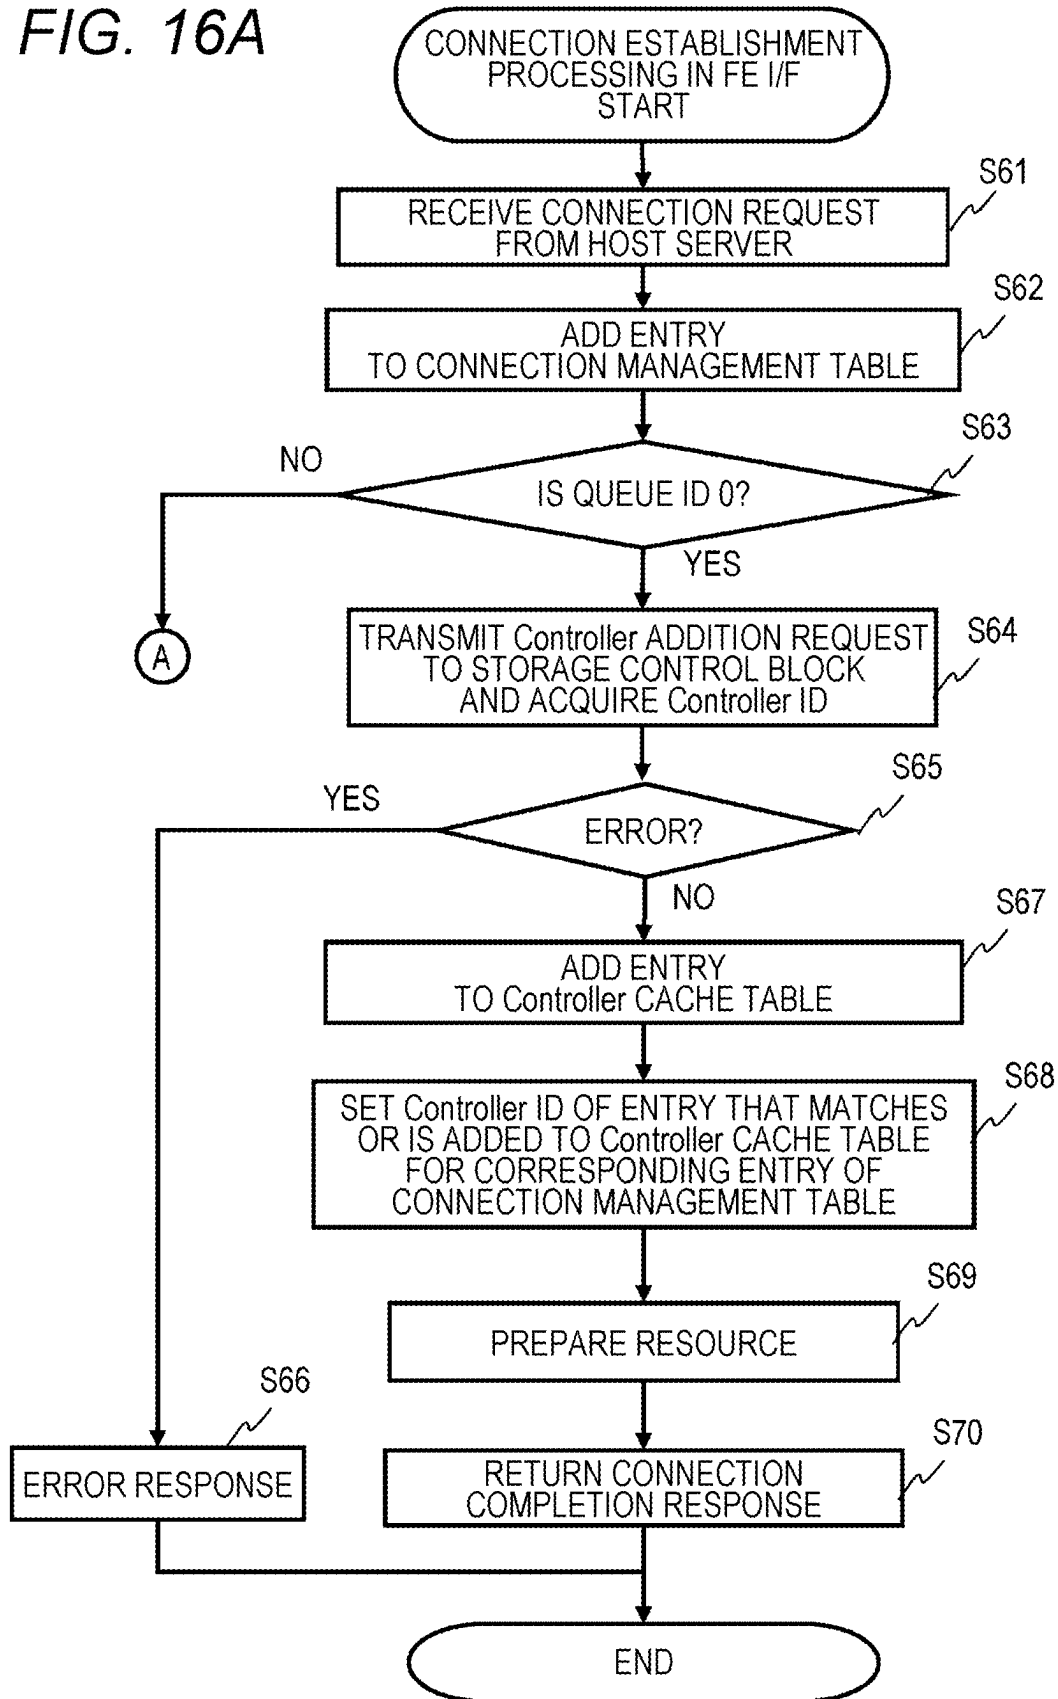 FIG. 16A
CONNECTION ESTABLISHMENT
PROCESSING IN FE I/F
START
S61
RECEIVE CONNECTION REQUEST
FROM HOST SERVER
S62
ADD ENTRY
TO CONNECTION MANAGEMENT TABLE
S63
NO
IS QUEUE ID 0?
YES
S64
TRANSMIT Controller ADDITION REQUEST
TO STORAGE CONTROL BLOCK
AND ACQUIRE Controller ID
A
S65
YES
ERROR?
NO
S67
ADD ENTRY
TO Controller CACHE TABLE
S68
SET Controller ID OF ENTRY THAT MATCHES
OR IS ADDED TO Controller CACHE TABLE
FOR CORRESPONDING ENTRY OF
CONNECTION MANAGEMENT TABLE
S69
PREPARE RESOURCE
S66
ERROR RESPONSE
S70
RETURN CONNECTION
COMPLETION RESPONSE
END